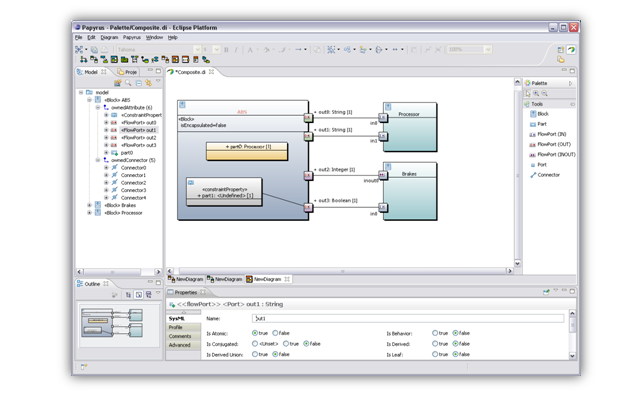 Papyrus - Palette/Composite.di - Eclipse Platform
File Edit Diagram Papyrus Window Help
Tahoma
100%
Model
Proje
*Composite.di
Palette
model
«Block» ABS
ownedAttribute (6)
«ConstraintPropert
«FlowPort» out0
«FlowPort» out1
«FlowPort» out2
«FlowPort» out3
part0
ownedConnector (5)
Connector0
Connector1
Connector2
Connector3
Connector4
«Block» Brakes
«Block» Processor
ABS
«Block»
isEncapsulated=false
+ part0: Processor [1]
«constraintProperty»
+ part1: <Undefined> [1]
+ out0: String [1]
in0
+ out1: String [1]
in1
Processor
+ out2: Integer [1]
inout0
Brakes
+ out3: Boolean [1]
in0
Tools
Block
Part
FlowPort (IN)
FlowPort (OUT)
FlowPort (INOUT)
Port
Connector
NewDiagram NewDiagram NewDiagram
Outline
Properties
<<flowPort>> <Port> out1 : String
SysML
Profile
Comments
Advanced
Name: out1
Is Atomic: true false Is Behavior: true false
Is Conjugated: <Unset> true false Is Derived: true false
Is Derived Union: true false Is Leaf: true false